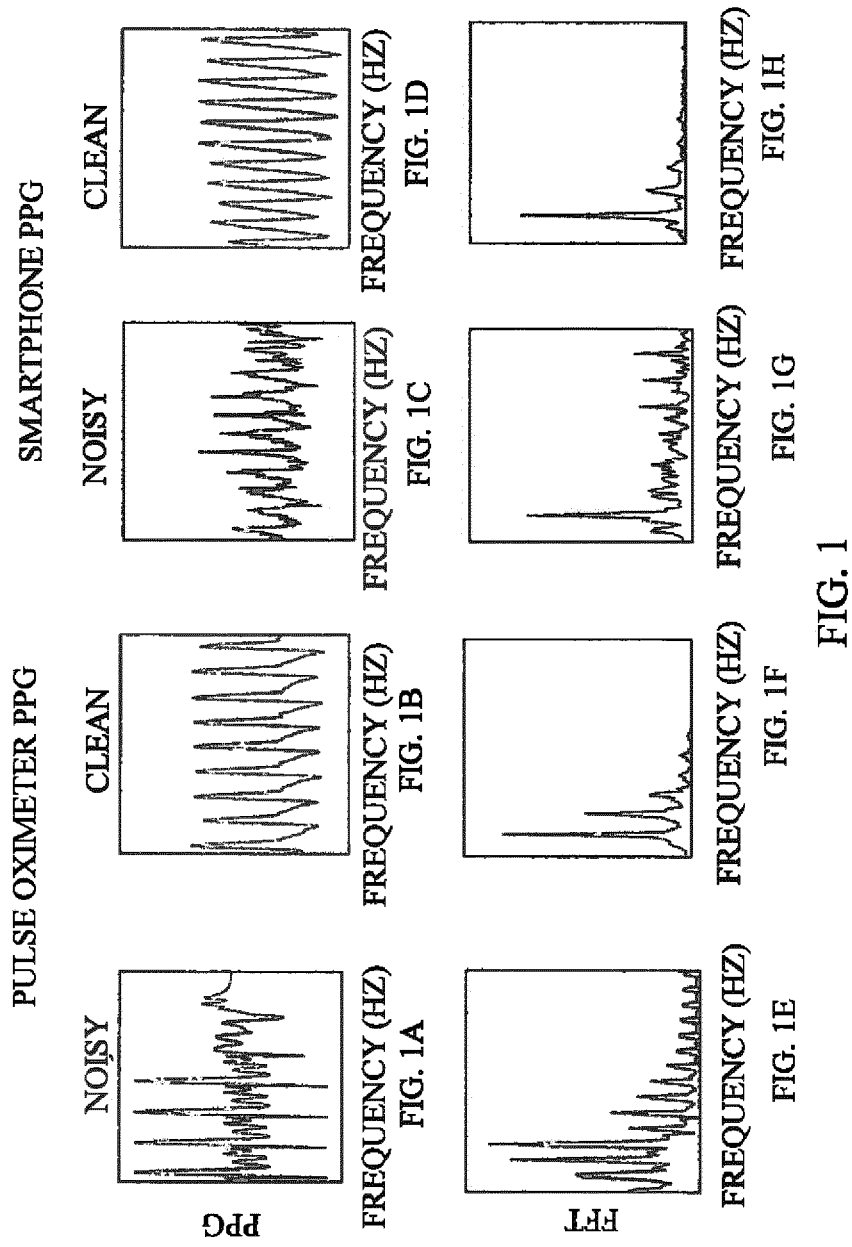 PULSE OXIMETER PPG
SMARTPHONE PPG
NOISY
CLEAN
NOISY
CLEAN
PPG
FREQUENCY (HZ)
FREQUENCY (HZ)
FREQUENCY (HZ)
FREQUENCY (HZ)
FIG. 1A
FIG. 1B
FIG. 1C
FIG. 1D
FFT
FREQUENCY (HZ)
FREQUENCY (HZ)
FREQUENCY (HZ)
FREQUENCY (HZ)
FIG. 1E
FIG. 1F
FIG. 1G
FIG. 1H
FIG. 1